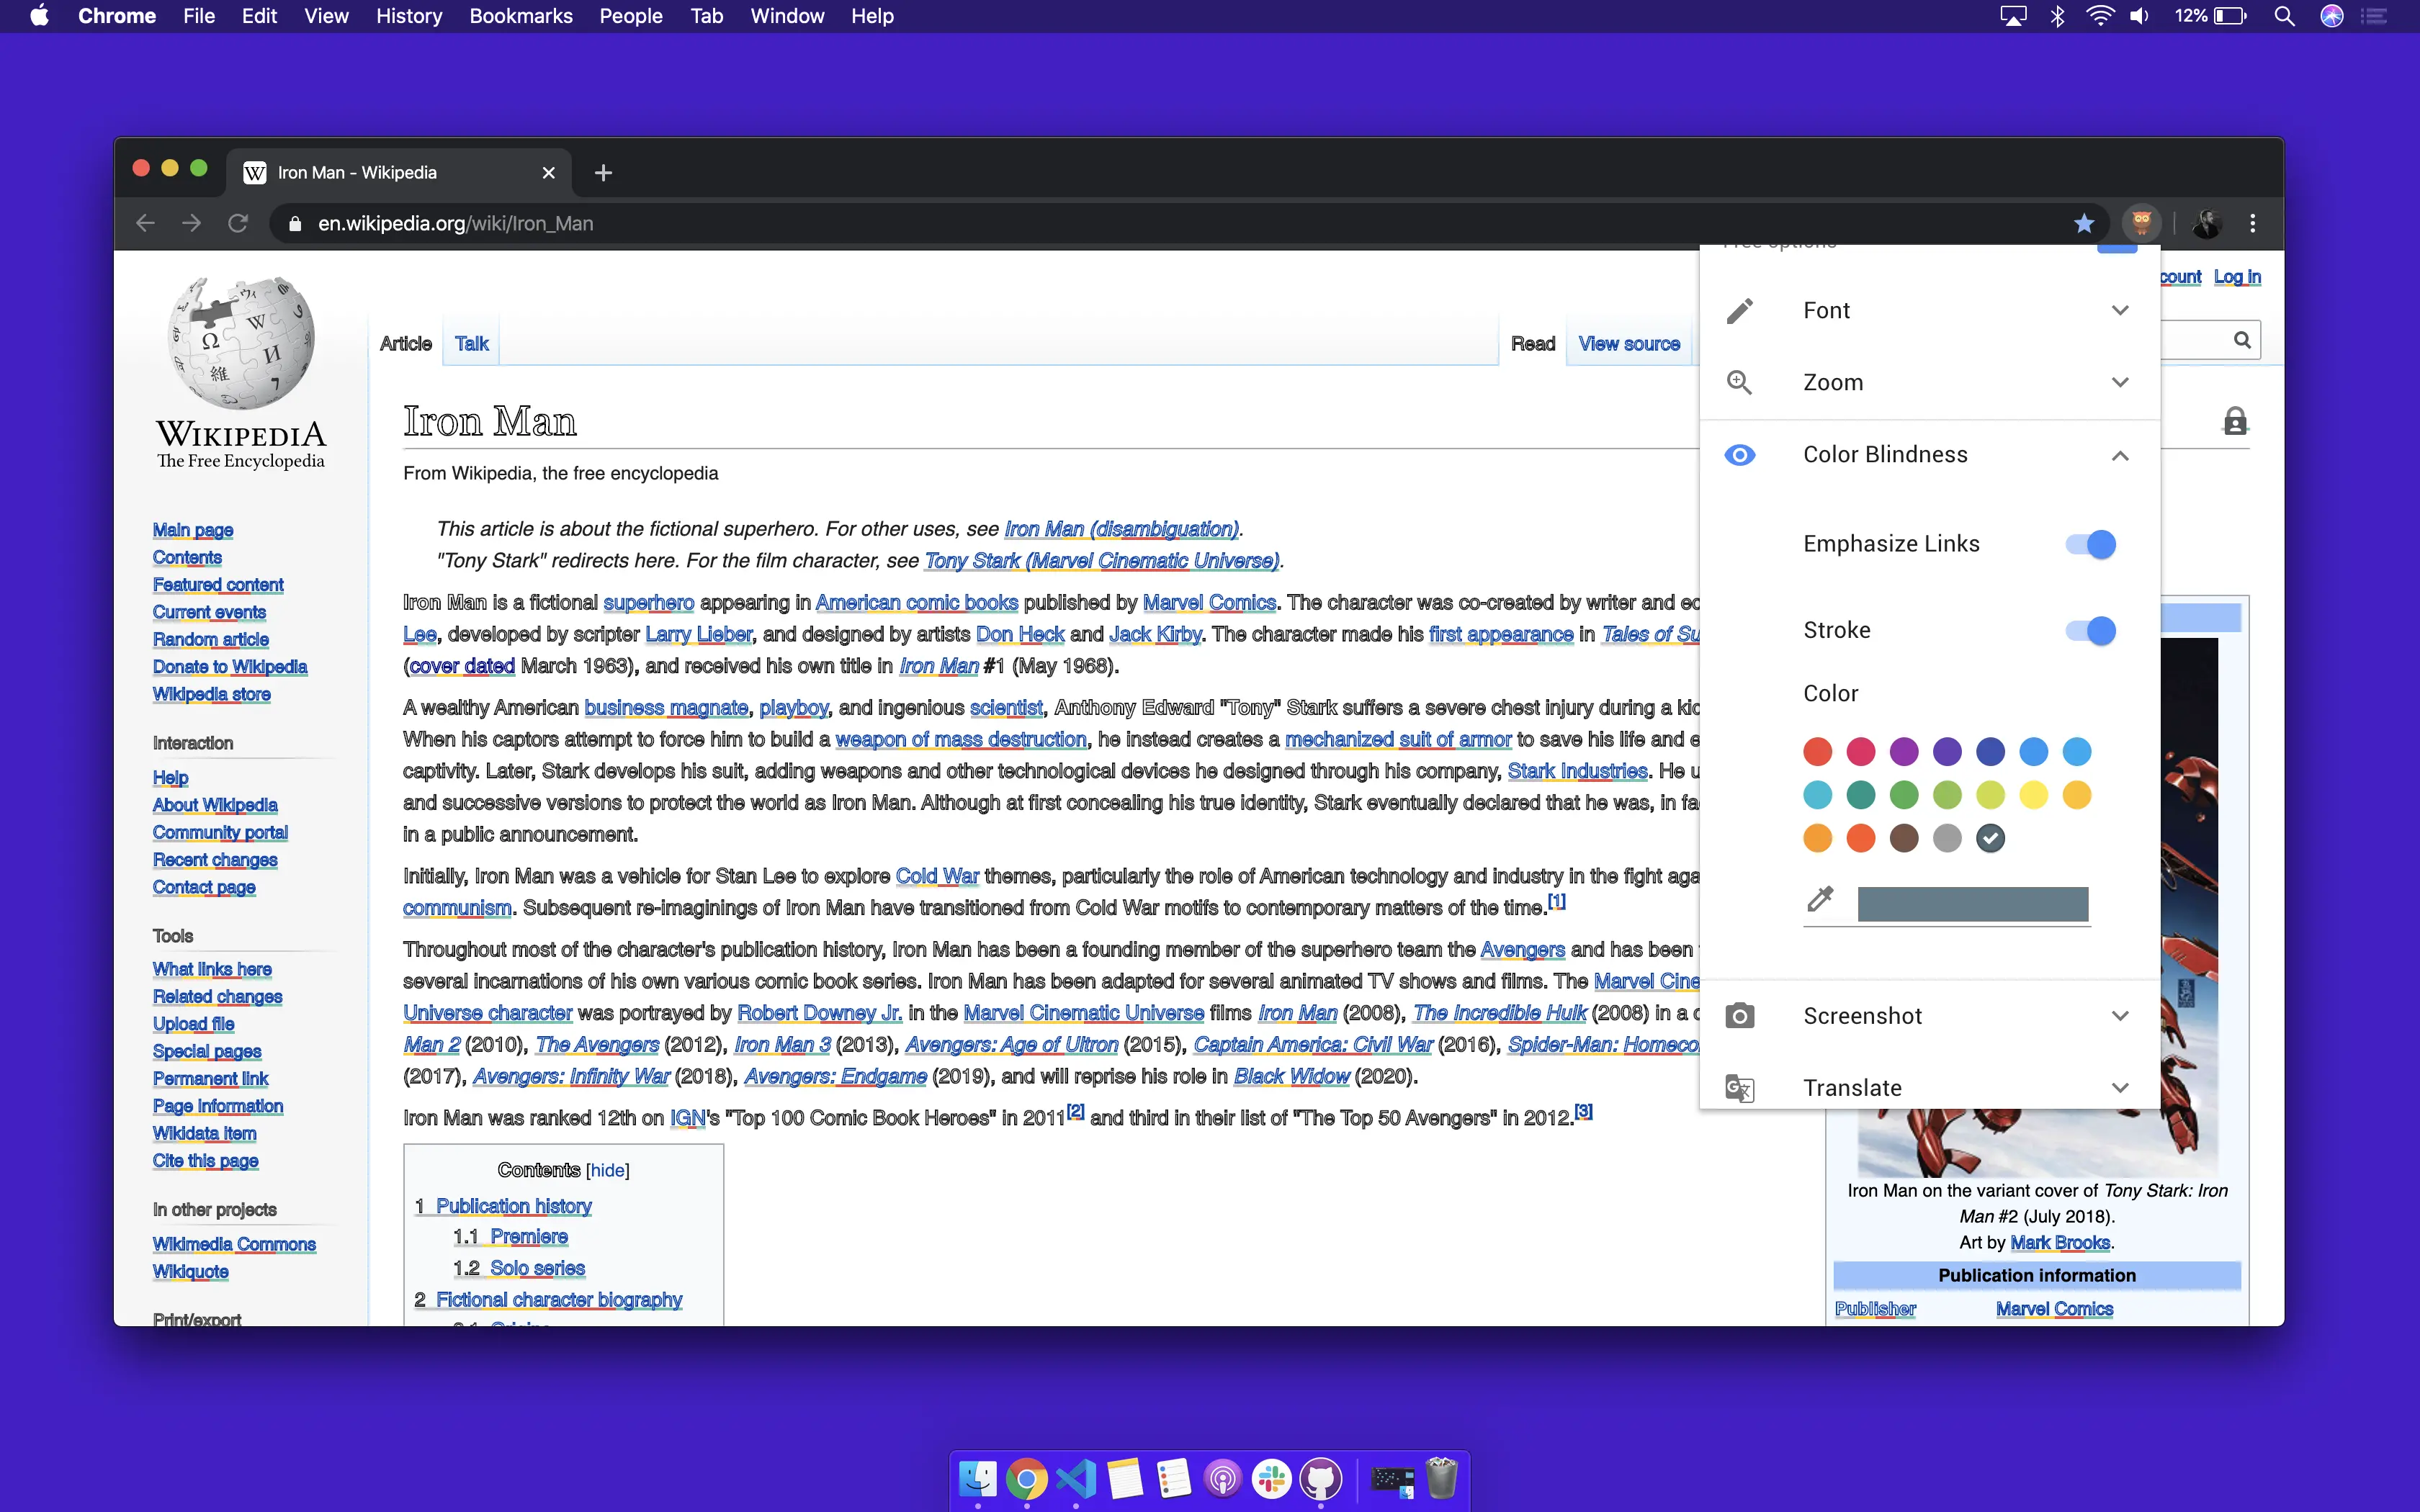 Chrome File Edit View History Bookmarks People Tab Window Help
12%
Iron Man - Wikipedia
en.wikipedia.org/wiki/Iron_Man
Free options
count Log in
Article Talk
Read View source
WIKIPEDIA
The Free Encyclopedia
Main page
Contents
Featured content
Current events
Random article
Donate to Wikipedia
Wikipedia store
Interaction
Help
About Wikipedia
Community portal
Recent changes
Contact page
Tools
What links here
Related changes
Upload file
Special pages
Permanent link
Page information
Wikidata item
Cite this page
In other projects
Wikimedia Commons
Wikiquote
Print/export
Iron Man
From Wikipedia, the free encyclopedia
This article is about the fictional superhero. For other uses, see Iron Man (disambiguation).
"Tony Stark" redirects here. For the film character, see Tony Stark (Marvel Cinematic Universe).
Iron Man is a fictional superhero appearing in American comic books published by Marvel Comics. The character was co-created by writer and ec
Lee, developed by scripter Larry Lieber, and designed by artists Don Heck and Jack Kirby. The character made his first appearance in Tales of Su
(cover dated March 1963), and received his own title in Iron Man #1 (May 1968).
A wealthy American business magnate, playboy, and ingenious scientist, Anthony Edward "Tony" Stark suffers a severe chest injury during a kid
When his captors attempt to force him to build a weapon of mass destruction, he instead creates a mechanized suit of armor to save his life and e
captivity. Later, Stark develops his suit, adding weapons and other technological devices he designed through his company, Stark Industries. He u
and successive versions to protect the world as Iron Man. Although at first concealing his true identity, Stark eventually declared that he was, in fa
in a public announcement.
Initially, Iron Man was a vehicle for Stan Lee to explore Cold War themes, particularly the role of American technology and industry in the fight aga
communism. Subsequent re-imaginings of Iron Man have transitioned from Cold War motifs to contemporary matters of the time.[1]
Throughout most of the character's publication history, Iron Man has been a founding member of the superhero team the Avengers and has been
several incarnations of his own various comic book series. Iron Man has been adapted for several animated TV shows and films. The Marvel Cine
Universe character was portrayed by Robert Downey Jr. in the Marvel Cinematic Universe films Iron Man (2008), The Incredible Hulk (2008) in a c
Man 2 (2010), The Avengers (2012), Iron Man 3 (2013), Avengers: Age of Ultron (2015), Captain America: Civil War (2016), Spider-Man: Homeco
(2017), Avengers: Infinity War (2018), Avengers: Endgame (2019), and will reprise his role in Black Widow (2020).
Iron Man was ranked 12th on IGN's "Top 100 Comic Book Heroes" in 2011[2] and third in their list of "The Top 50 Avengers" in 2012.[3]
Contents [hide]
1 Publication history
1.1 Premiere
1.2 Solo series
2 Fictional character biography
Font
Zoom
Color Blindness
Emphasize Links
Stroke
Color
Screenshot
Translate
Iron Man on the variant cover of Tony Stark: Iron
Man #2 (July 2018).
Art by Mark Brooks.
Publication information
Publisher Marvel Comics